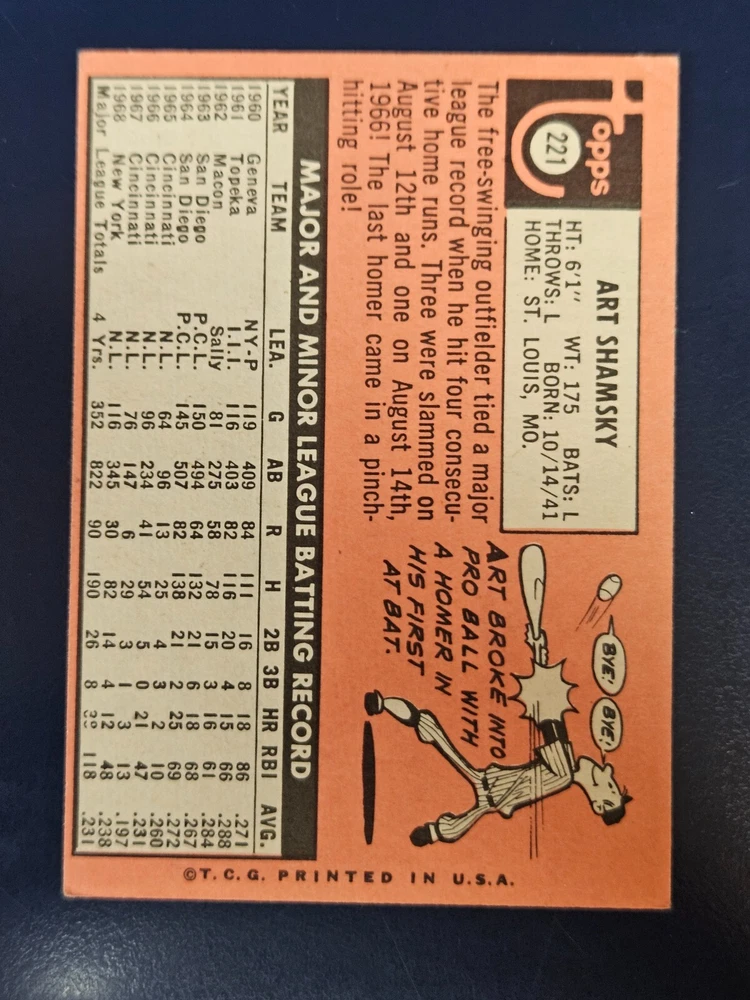 Topps
221
ART SHAMSKY
HT: 6'1" WT: 175 BATS: L
THROWS: L BORN: 10/14/41
HOME: ST. LOUIS, MO.
The free-swinging outfielder tied a major
league record when he hit four consecu-
tive home runs. Three were slammed on
August 12th and one on August 14th,
1966! The last homer came in a pinch-
hitting role!
BYE!
BYE!
ART BROKE INTO
PRO BALL WITH
A HOMER IN
HIS FIRST
AT BAT.
MAJOR AND MINOR LEAGUE BATTING RECORD
YEAR TEAM LEA. G AB R H 2B 3B HR RBI AVG.
1960 Geneva NY-P 119 409 84 111 16 8 18 86 .271
1961 Topeka I.I.I. 116 403 82 116 20 4 15 66 .288
1962 Macon Sally 81 275 58 78 15 3 16 61 .284
1963 San Diego P.C.L. 150 494 64 132 21 6 18 68 .267
1964 San Diego P.C.L. 145 507 82 138 21 2 25 69 .272
1965 Cincinnati N.L. 64 96 13 25 4 3 2 10 .260
1966 Cincinnati N.L. 96 234 41 54 5 0 21 47 .231
1967 Cincinnati N.L. 76 147 6 29 3 1 3 13 .197
1968 New York N.L. 116 345 30 82 14 4 12 48 .238
Major League Totals 4 Yrs. 352 822 90 190 26 8 118 .231
©T.C.G. PRINTED IN U.S.A.